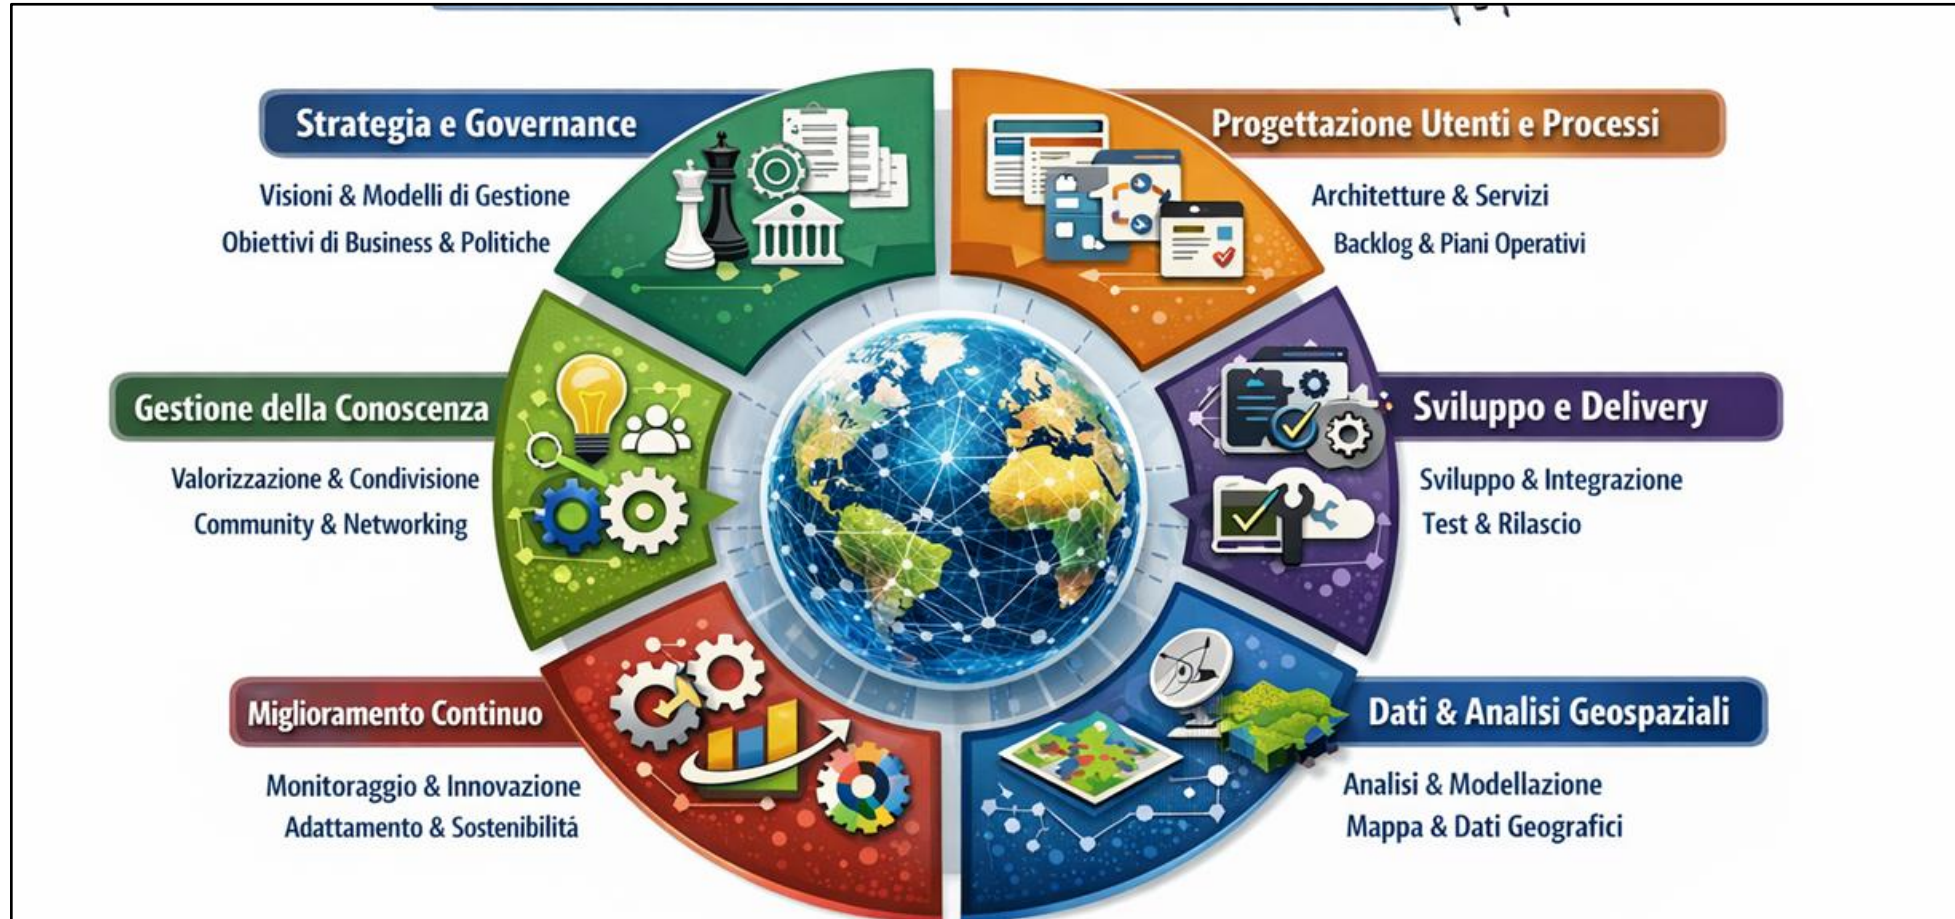 Strategia e Governance
Visioni & Modelli di Gestione
Obiettivi di Business & Politiche
Progettazione Utenti e Processi
Architetture & Servizi
Backlog & Piani Operativi
Gestione della Conoscenza
Valorizzazione & Condivisione
Community & Networking
Sviluppo e Delivery
Sviluppo & Integrazione
Test & Rilascio
Miglioramento Continuo
Monitoraggio & Innovazione
Adattamento & Sostenibilitá
Dati & Analisi Geospaziali
Analisi & Modellazione
Mappa & Dati Geografici